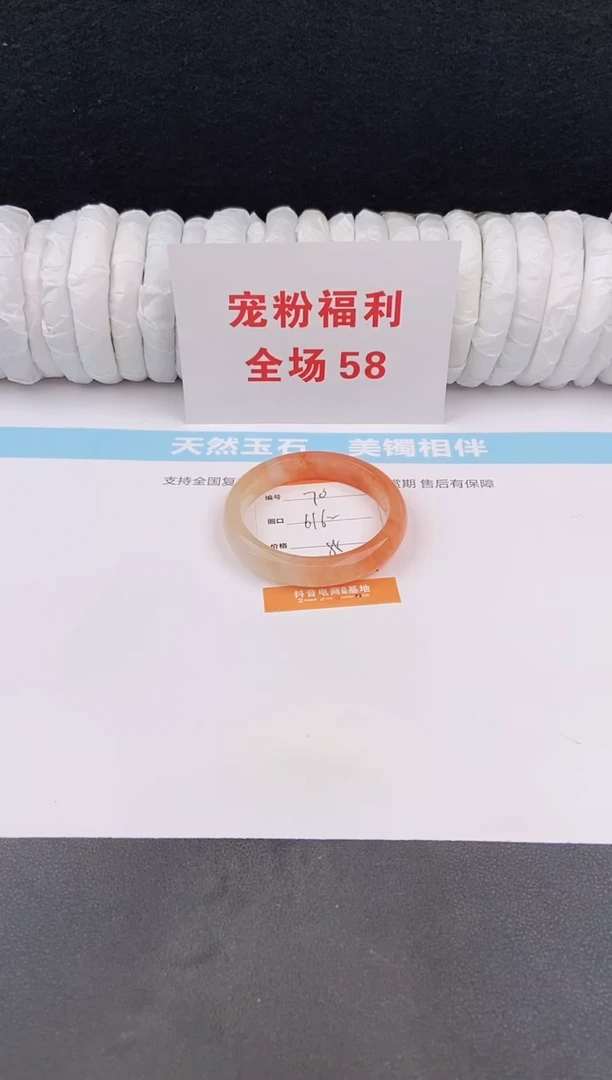 宠粉福利
全场58
天然玉石 美镯相伴
支持全国复
期 售后有保障
编号 70
圈口 616
价格
抖音电商 基地